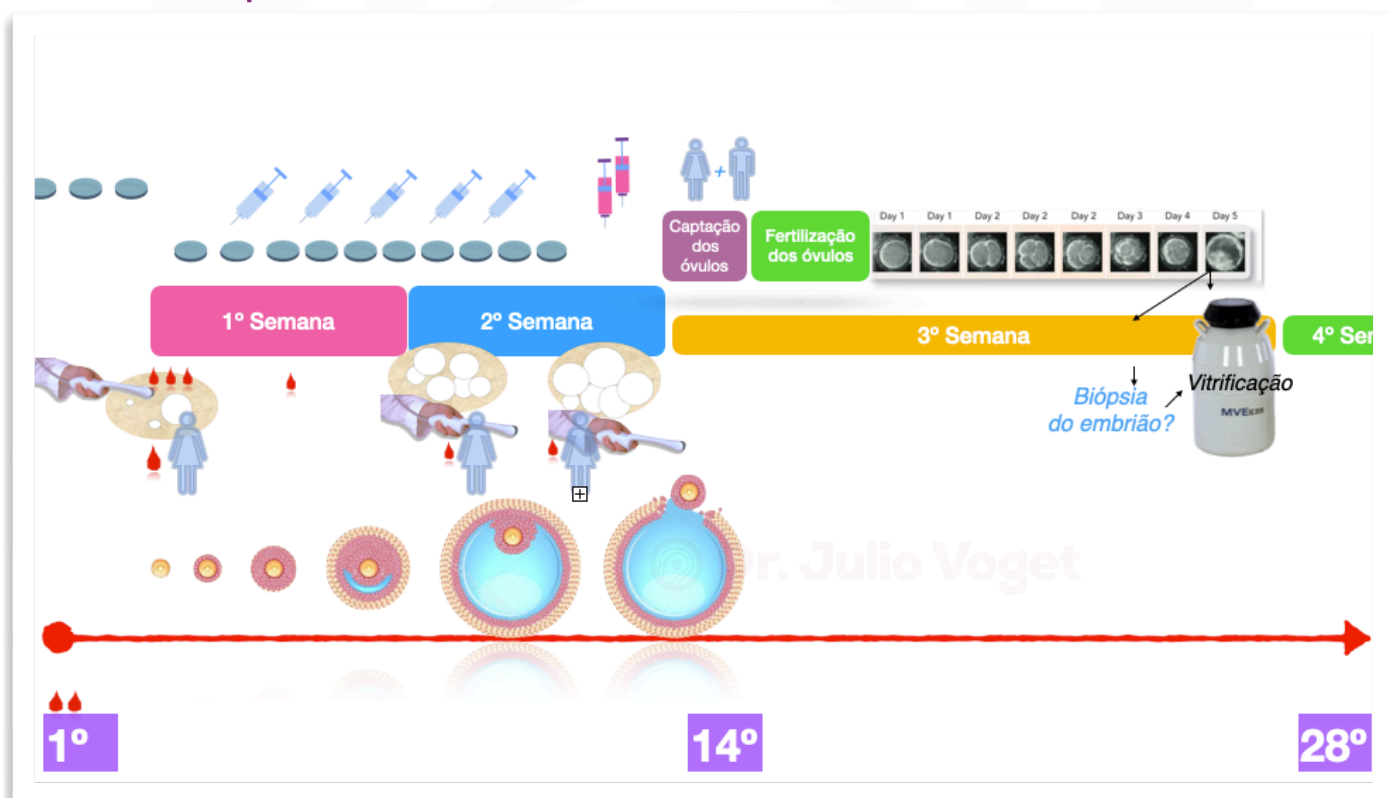 Captação
dos
óvulos
Fertilização
dos óvulos
Day 1 Day 1 Day 2 Day 2 Day 2 Day 3 Day 4 Day 5
1º Semana
2º Semana
3º Semana
4º Ser
Biópsia
do embrião?
Vitrificação
+
Dr. Julio Voget
1º
14º
28º